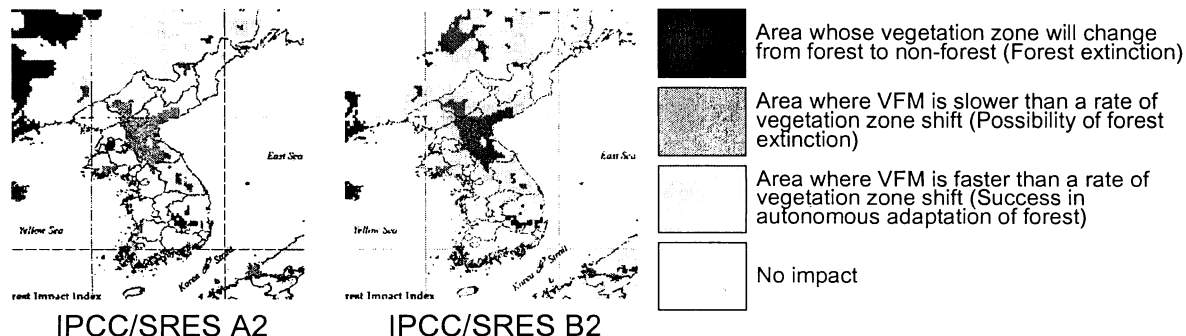 East Sea
Yellow Sea
Korea Strait
rest Impact Index
IPCC/SRES A2
East Sea
Yellow Sea
Korea Strait
rest Impact Index
IPCC/SRES B2
Area whose vegetation zone will change
from forest to non-forest (Forest extinction)
Area where VFM is slower than a rate of
vegetation zone shift (Possibility of forest
extinction)
Area where VFM is faster than a rate of
vegetation zone shift (Success in
autonomous adaptation of forest)
No impact